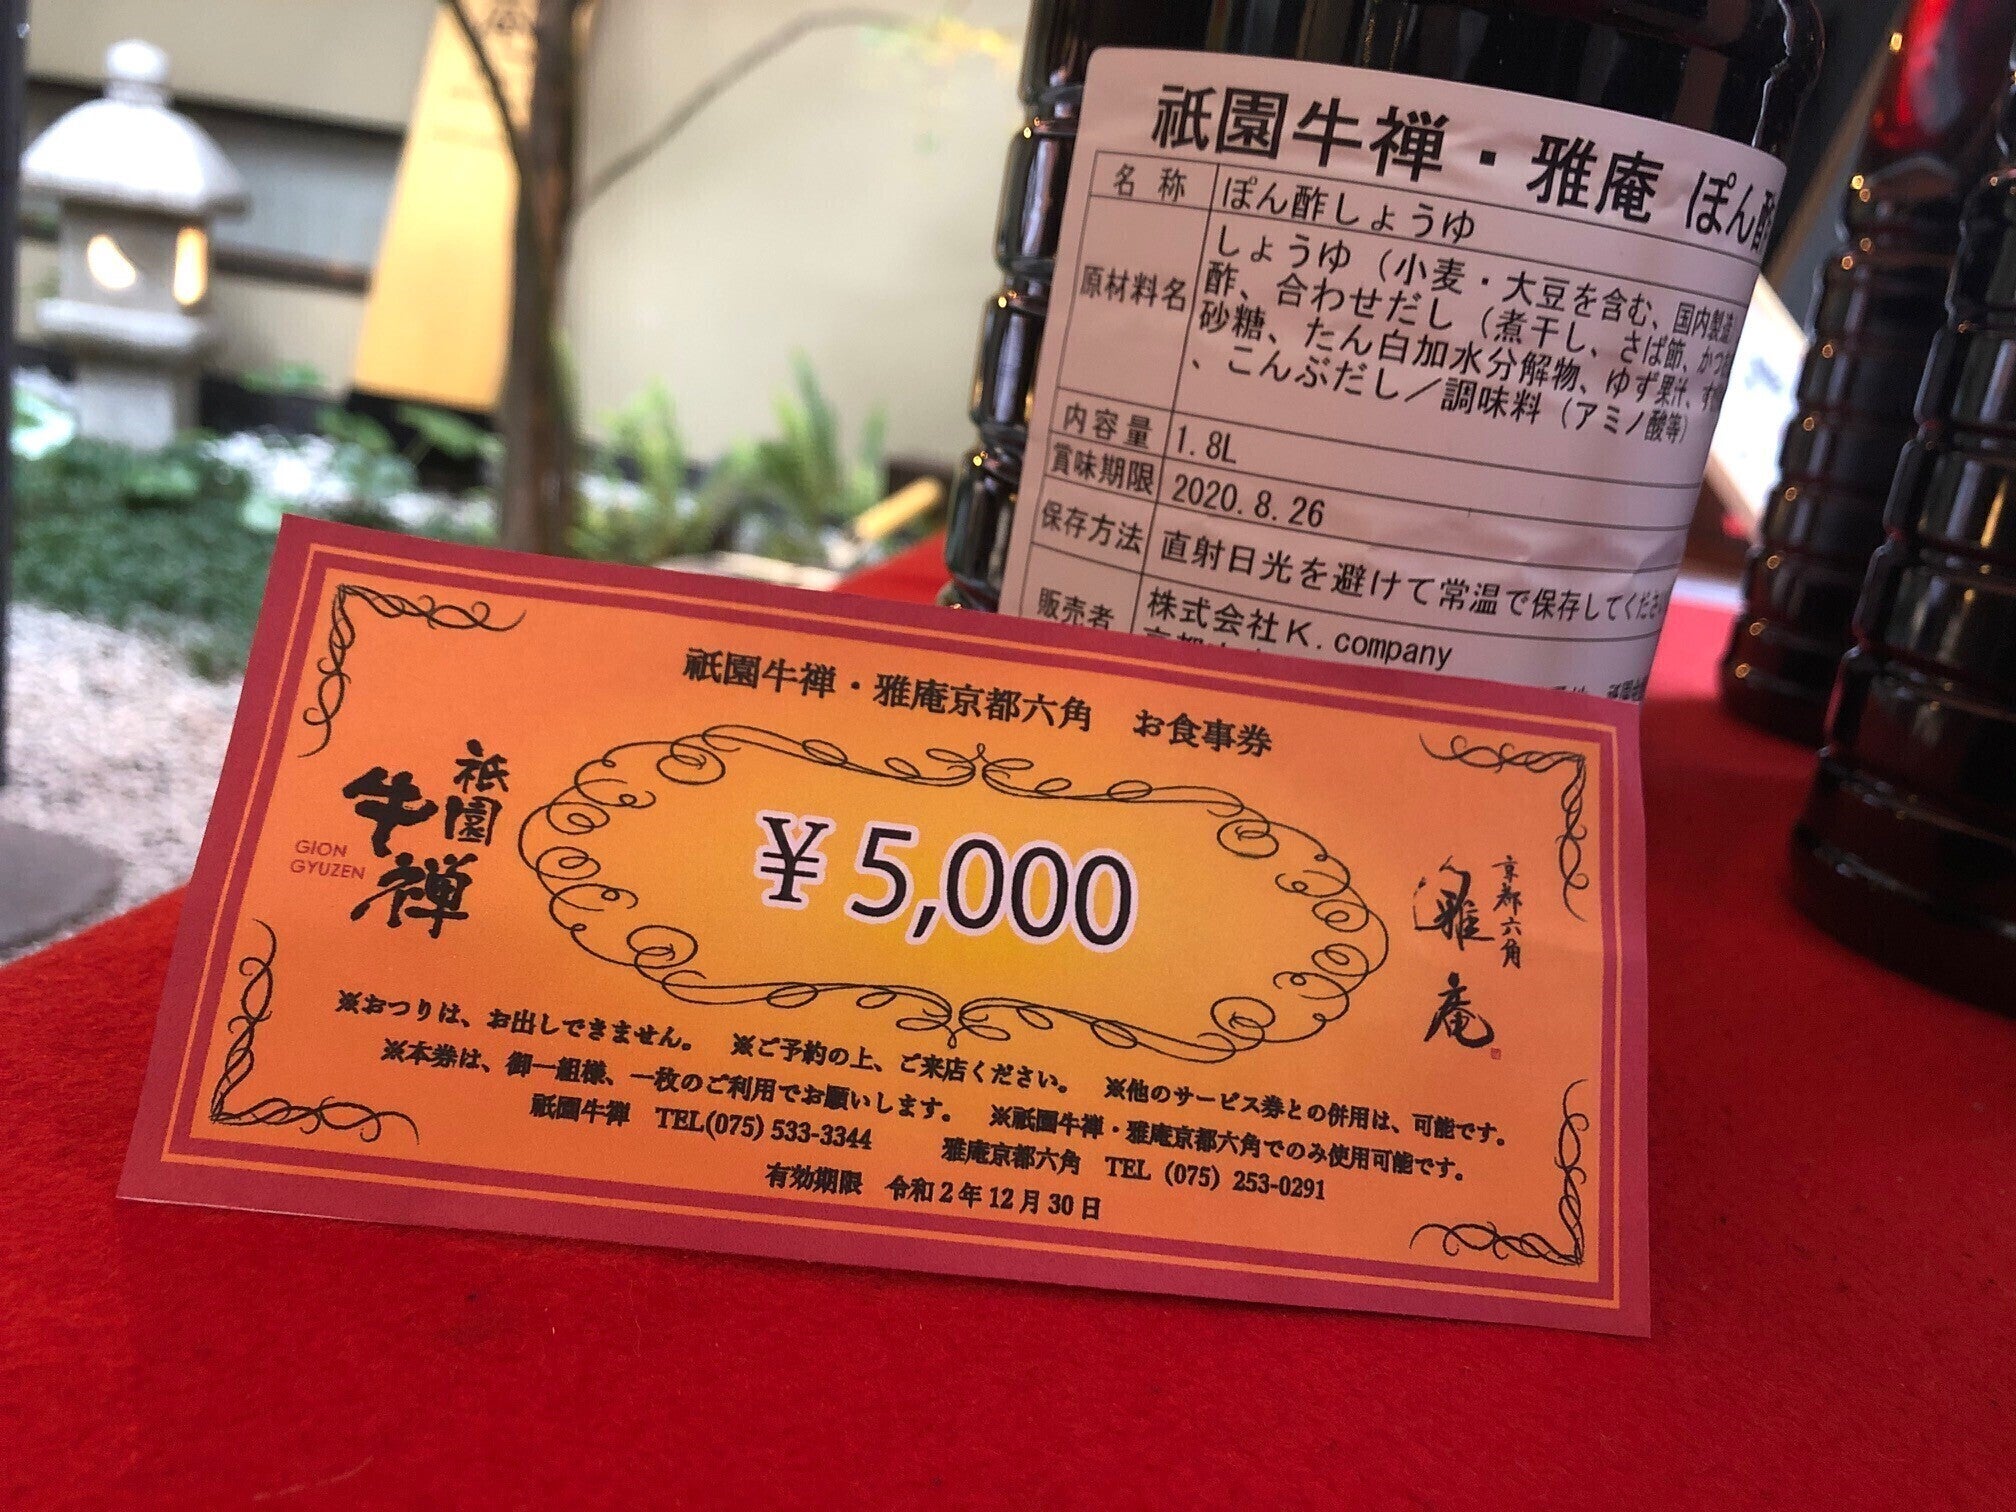 祇園牛禅・雅庵 ぽん酢
名称 ぽん酢しょうゆ
原材料名 しょうゆ（小麦・大豆を含む、国内製造
酢、合わせだし（煮干し、さば節、かつ
砂糖、たん白加水分解物、ゆず果汁、す
、こんぶだし／調味料（アミノ酸等）
内容量 1.8L
賞味期限 2020.8.26
保存方法 直射日光を避けて常温で保存してくださ
販売者 株式会社K.company
祇園牛禅・雅庵京都六角 お食事券
祇園
牛禅
GION
GYUZEN
¥5,000
京都六角
雅庵
※おつりは、お出しできません。 ※ご予約の上、ご来店ください。 ※他のサービス券との併用は、可能です。
※本券は、御一組様、一枚のご利用でお願いします。 ※祇園牛禅・雅庵京都六角でのみ使用可能です。
祇園牛禅 TEL(075) 533-3344 雅庵京都六角 TEL (075) 253-0291
有効期限 令和2年12月30日